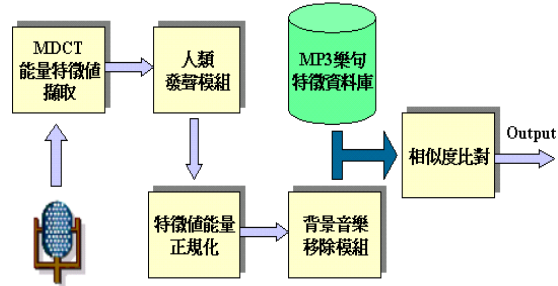 MDCT
能量特徵值
擷取
人類
發聲模組
MP3樂句
特徵資料庫
相似度比對
Output
特徵值能量
正規化
背景音樂
移除模組